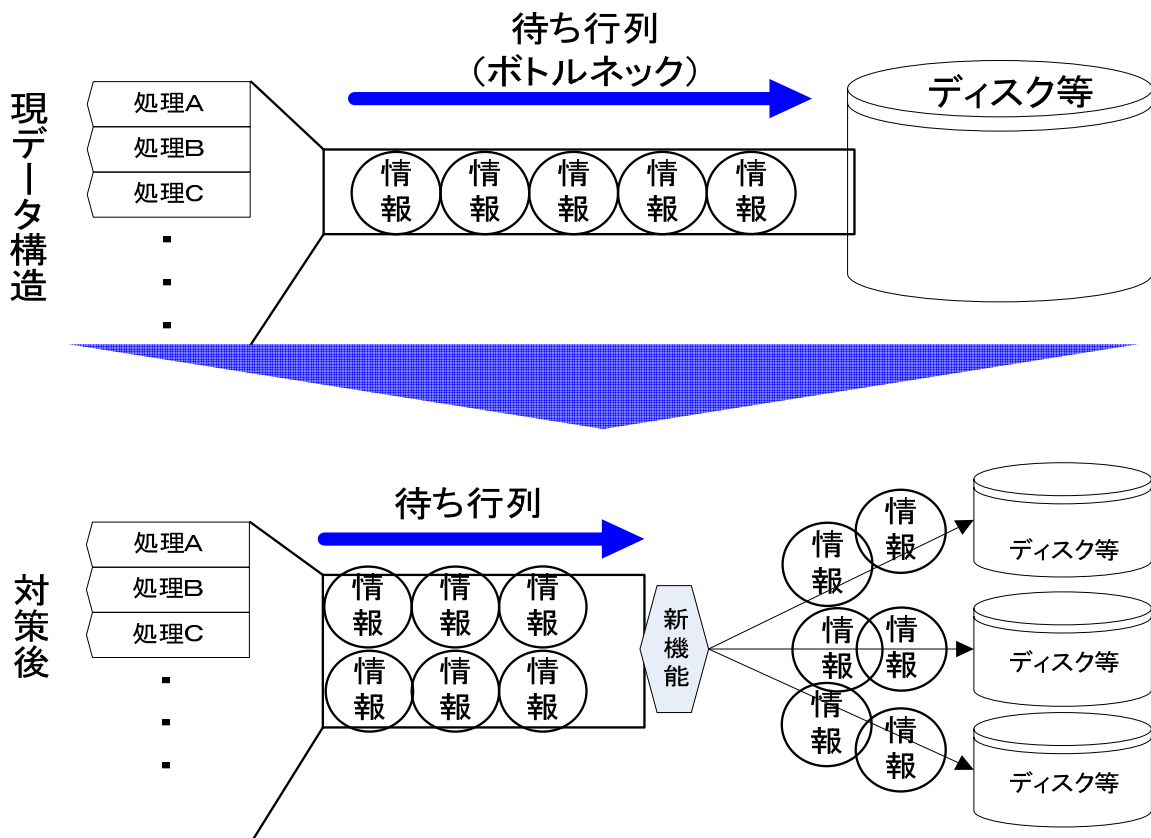 待ち行列
（ボトルネック）
ディスク等
現データ構造
処理A
処理B
処理C
情報
情報
情報
情報
情報
待ち行列
対策後
処理A
処理B
処理C
情報
情報
情報
情報
情報
情報
新機能
情報
情報
情報
情報
情報
情報
ディスク等
ディスク等
ディスク等